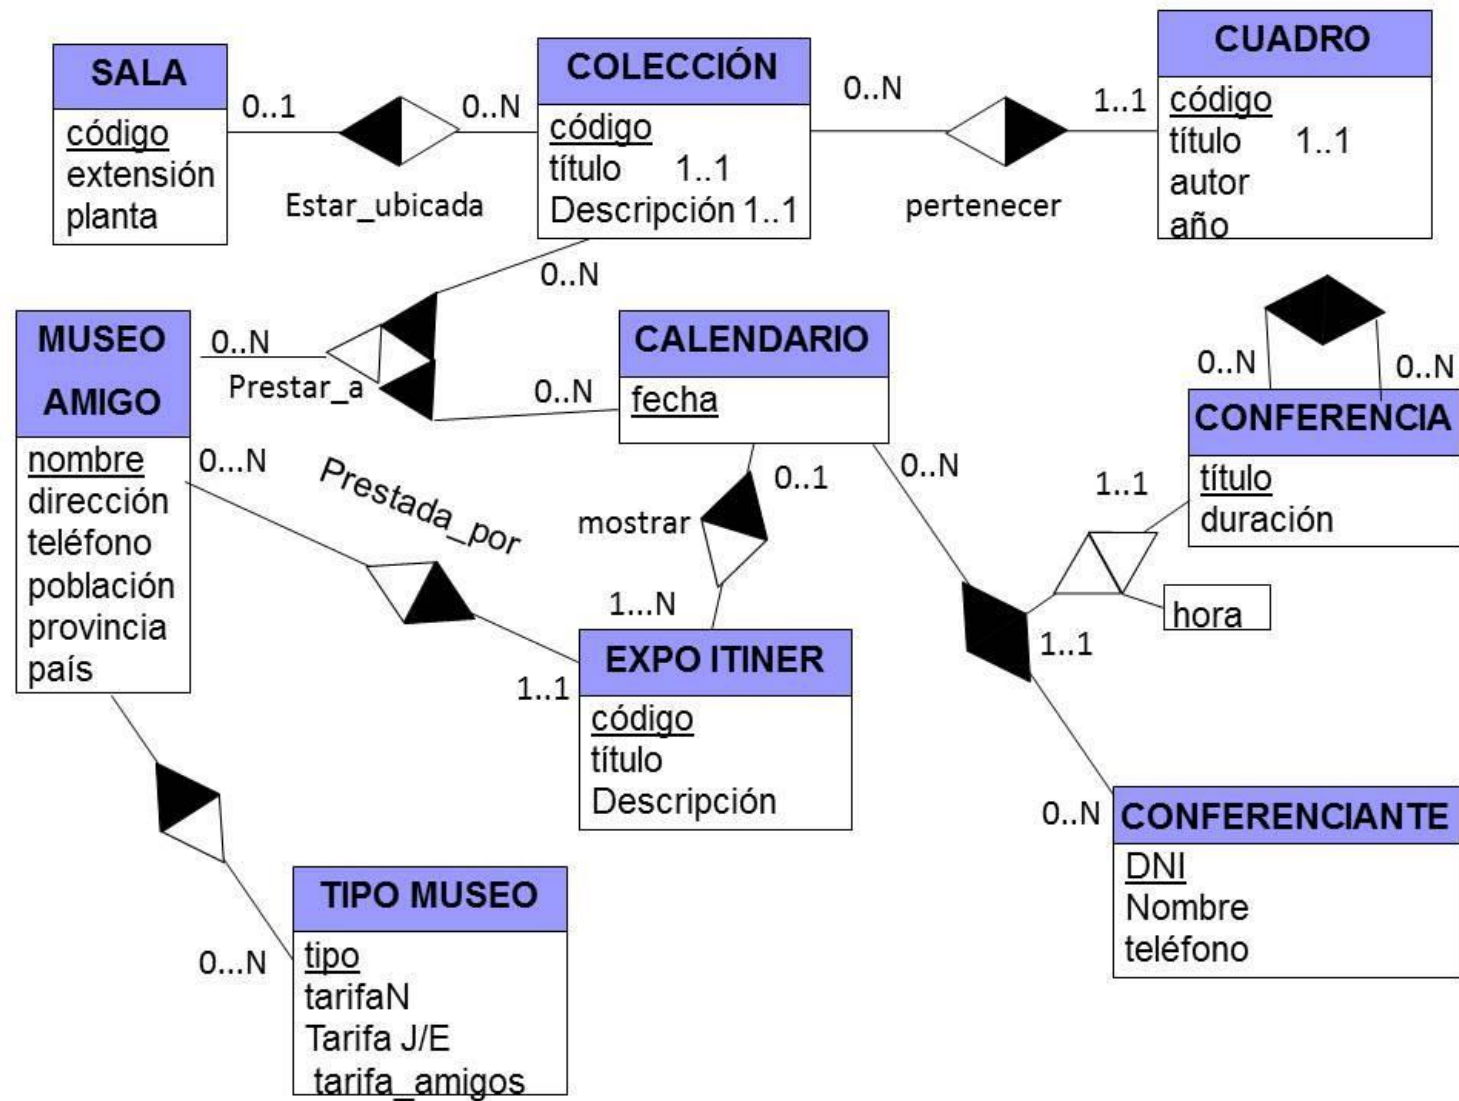 SALA
código
extensión
planta
0..1
0..N
Estar_ubicada
COLECCIÓN
código
título 1..1
Descripción 1..1
0..N
1..1
pertenecer
CUADRO
código
título 1..1
autor
año
0..N
0..N
Prestar_a
0..N
MUSEO
AMIGO
nombre
dirección
teléfono
población
provincia
país
CALENDARIO
fecha
0..N
0..N
CONFERENCIA
título
duración
0...N
Prestada_por
mostrar
0..1
0..N
1..1
hora
1..1
1...N
1..1
EXPO ITINER
código
título
Descripción
0..N
CONFERENCIANTE
DNI
Nombre
teléfono
0...N
TIPO MUSEO
tipo
tarifaN
Tarifa J/E
tarifa_amigos